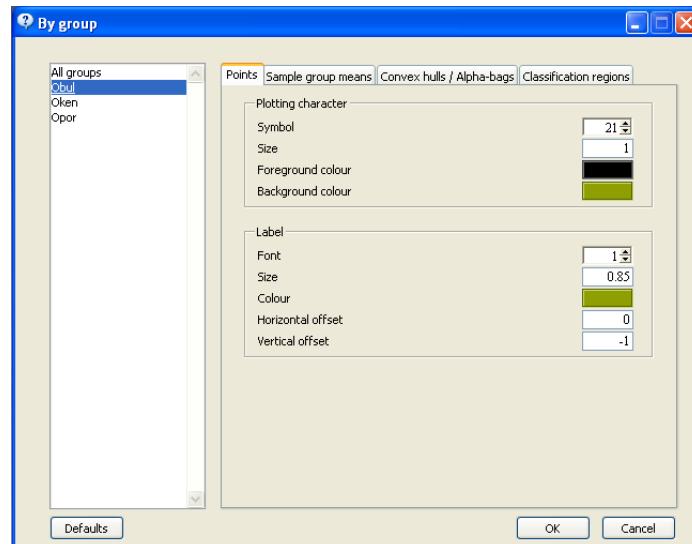 By group
All groups
Obul
Oken
Opor
Points Sample group means Convex hulls / Alpha-bags Classification regions
Plotting character
Symbol 21
Size 1
Foreground colour
Background colour
Label
Font 1
Size 0.85
Colour
Horizontal offset 0
Vertical offset -1
Defaults OK Cancel